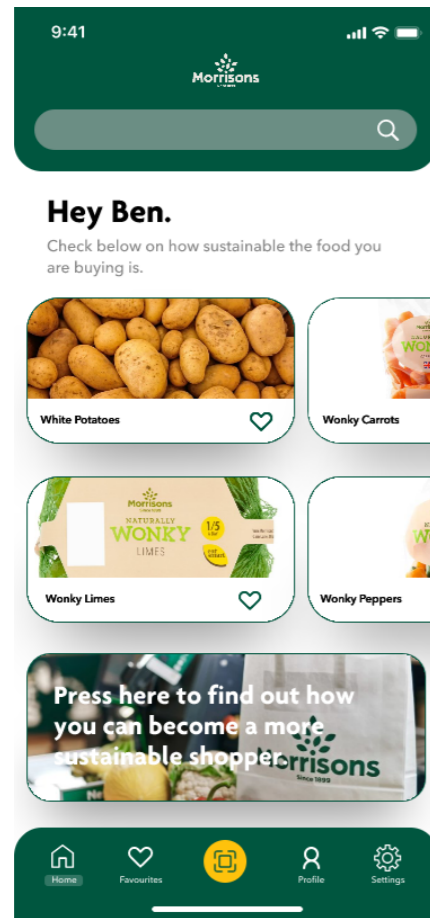 9:41
Morrisons
Hey Ben.
Check below on how sustainable the food you
are buying is.
White Potatoes
WON
Wonky Carrots
Morrisons
NATURALLY
WONKY
LIMES
1/5
Wonky Limes
Wonky Peppers
Press here to find out how
you can become a more
sustainable shopper.
Morrisons
Since 1899
Home
Favourites
Profile
Settings